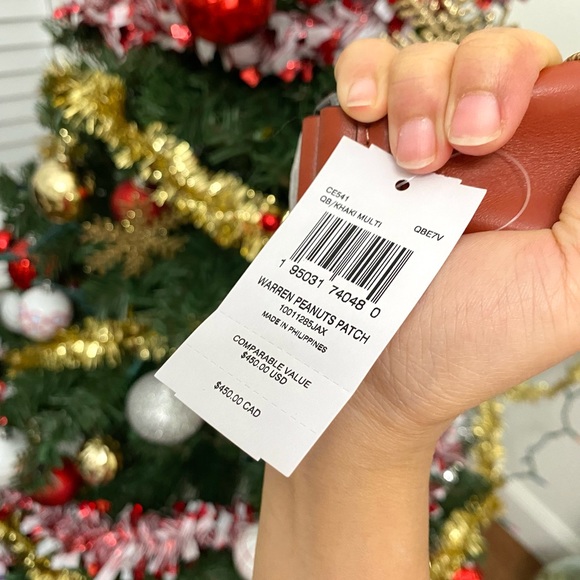 CE541
QB/KHAKI MULTI QBE7V
1 95031 74048 0
WARREN PEANUTS PATCH
10011285JAX
MADE IN PHILIPPINES
COMPARABLE VALUE
$450.00 USD
$450.00 CAD